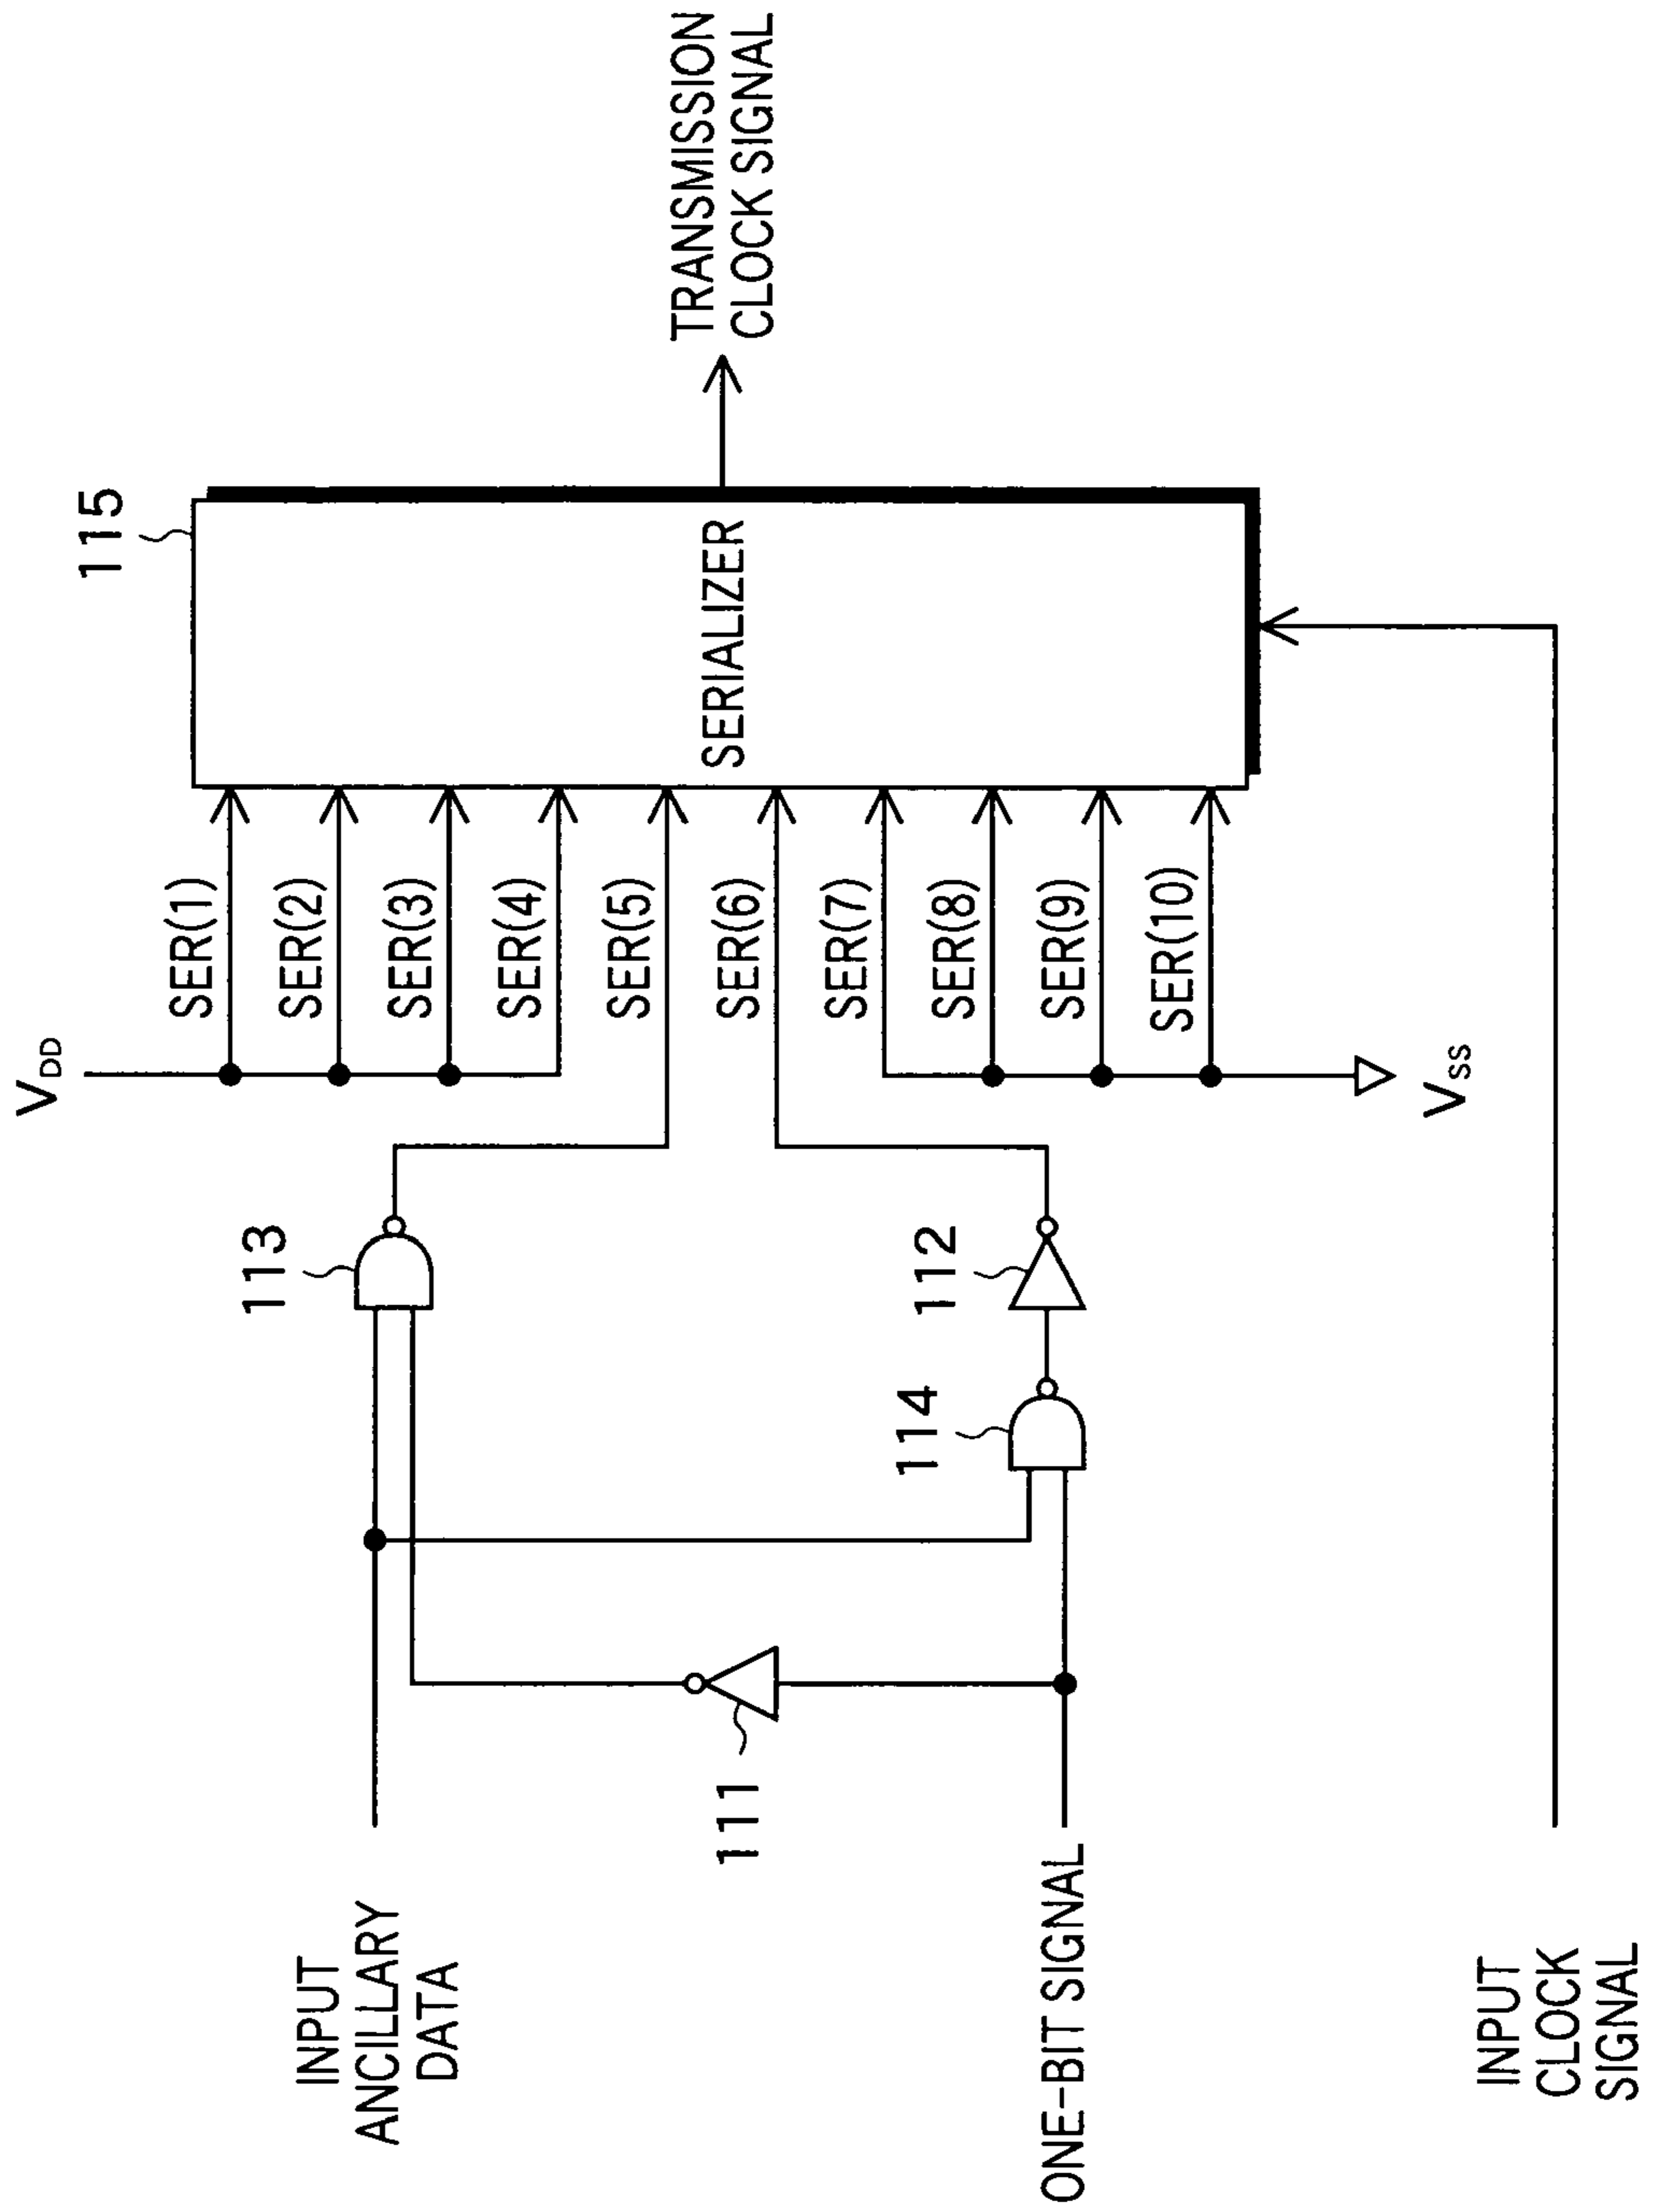 V DD
V SS
115
SER(1)
SER(2)
SER(3)
SER(4)
SER(5)
SER(6)
SER(7)
SER(8)
SER(9)
SER(10)
SERIALIZER
TRANSMISSION
CLOCK SIGNAL
113
114
112
111
INPUT
ANCILLARY
DATA
ONE-BIT SIGNAL
INPUT
CLOCK
SIGNAL